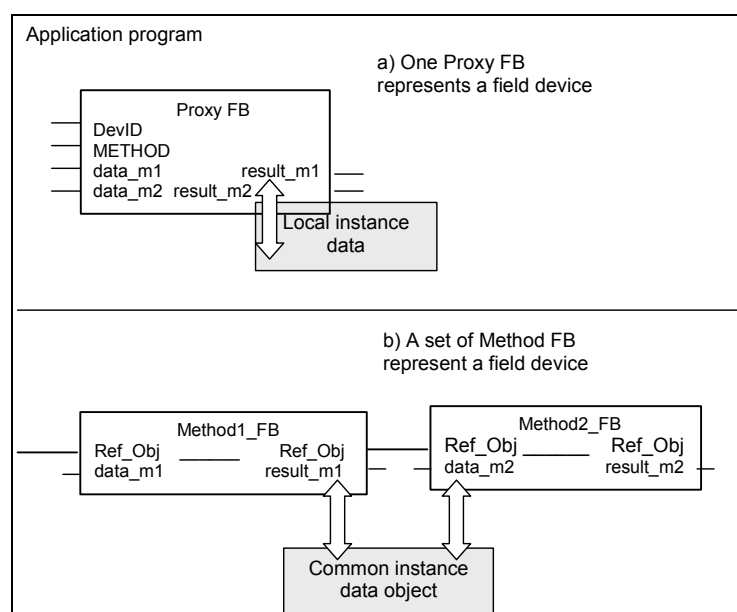 Application program
a) One Proxy FB
represents a field device
Proxy FB
DevID
METHOD
data_m1 result_m1
data_m2 result_m2
Local instance
data
b) A set of Method FB
represent a field device
Method1_FB
Ref_Obj ______ Ref_Obj
data_m1 result_m1
Method2_FB
Ref_Obj ______ Ref_Obj
data_m2 result_m2
Common instance
data object